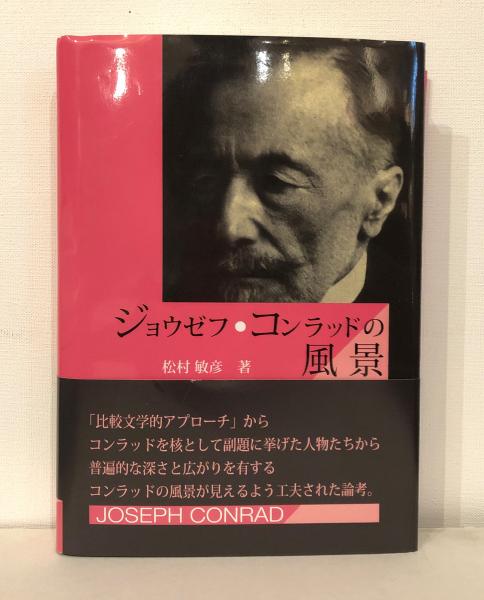 ジョウゼフ・コンラッドの
風景
松村 敏彦 著
「比較文学的アプローチ」から
コンラッドを核として副題に挙げた人物たちから
普遍的な深さと広がりを有する
コンラッドの風景が見えるよう工夫された論考。
JOSEPH CONRAD